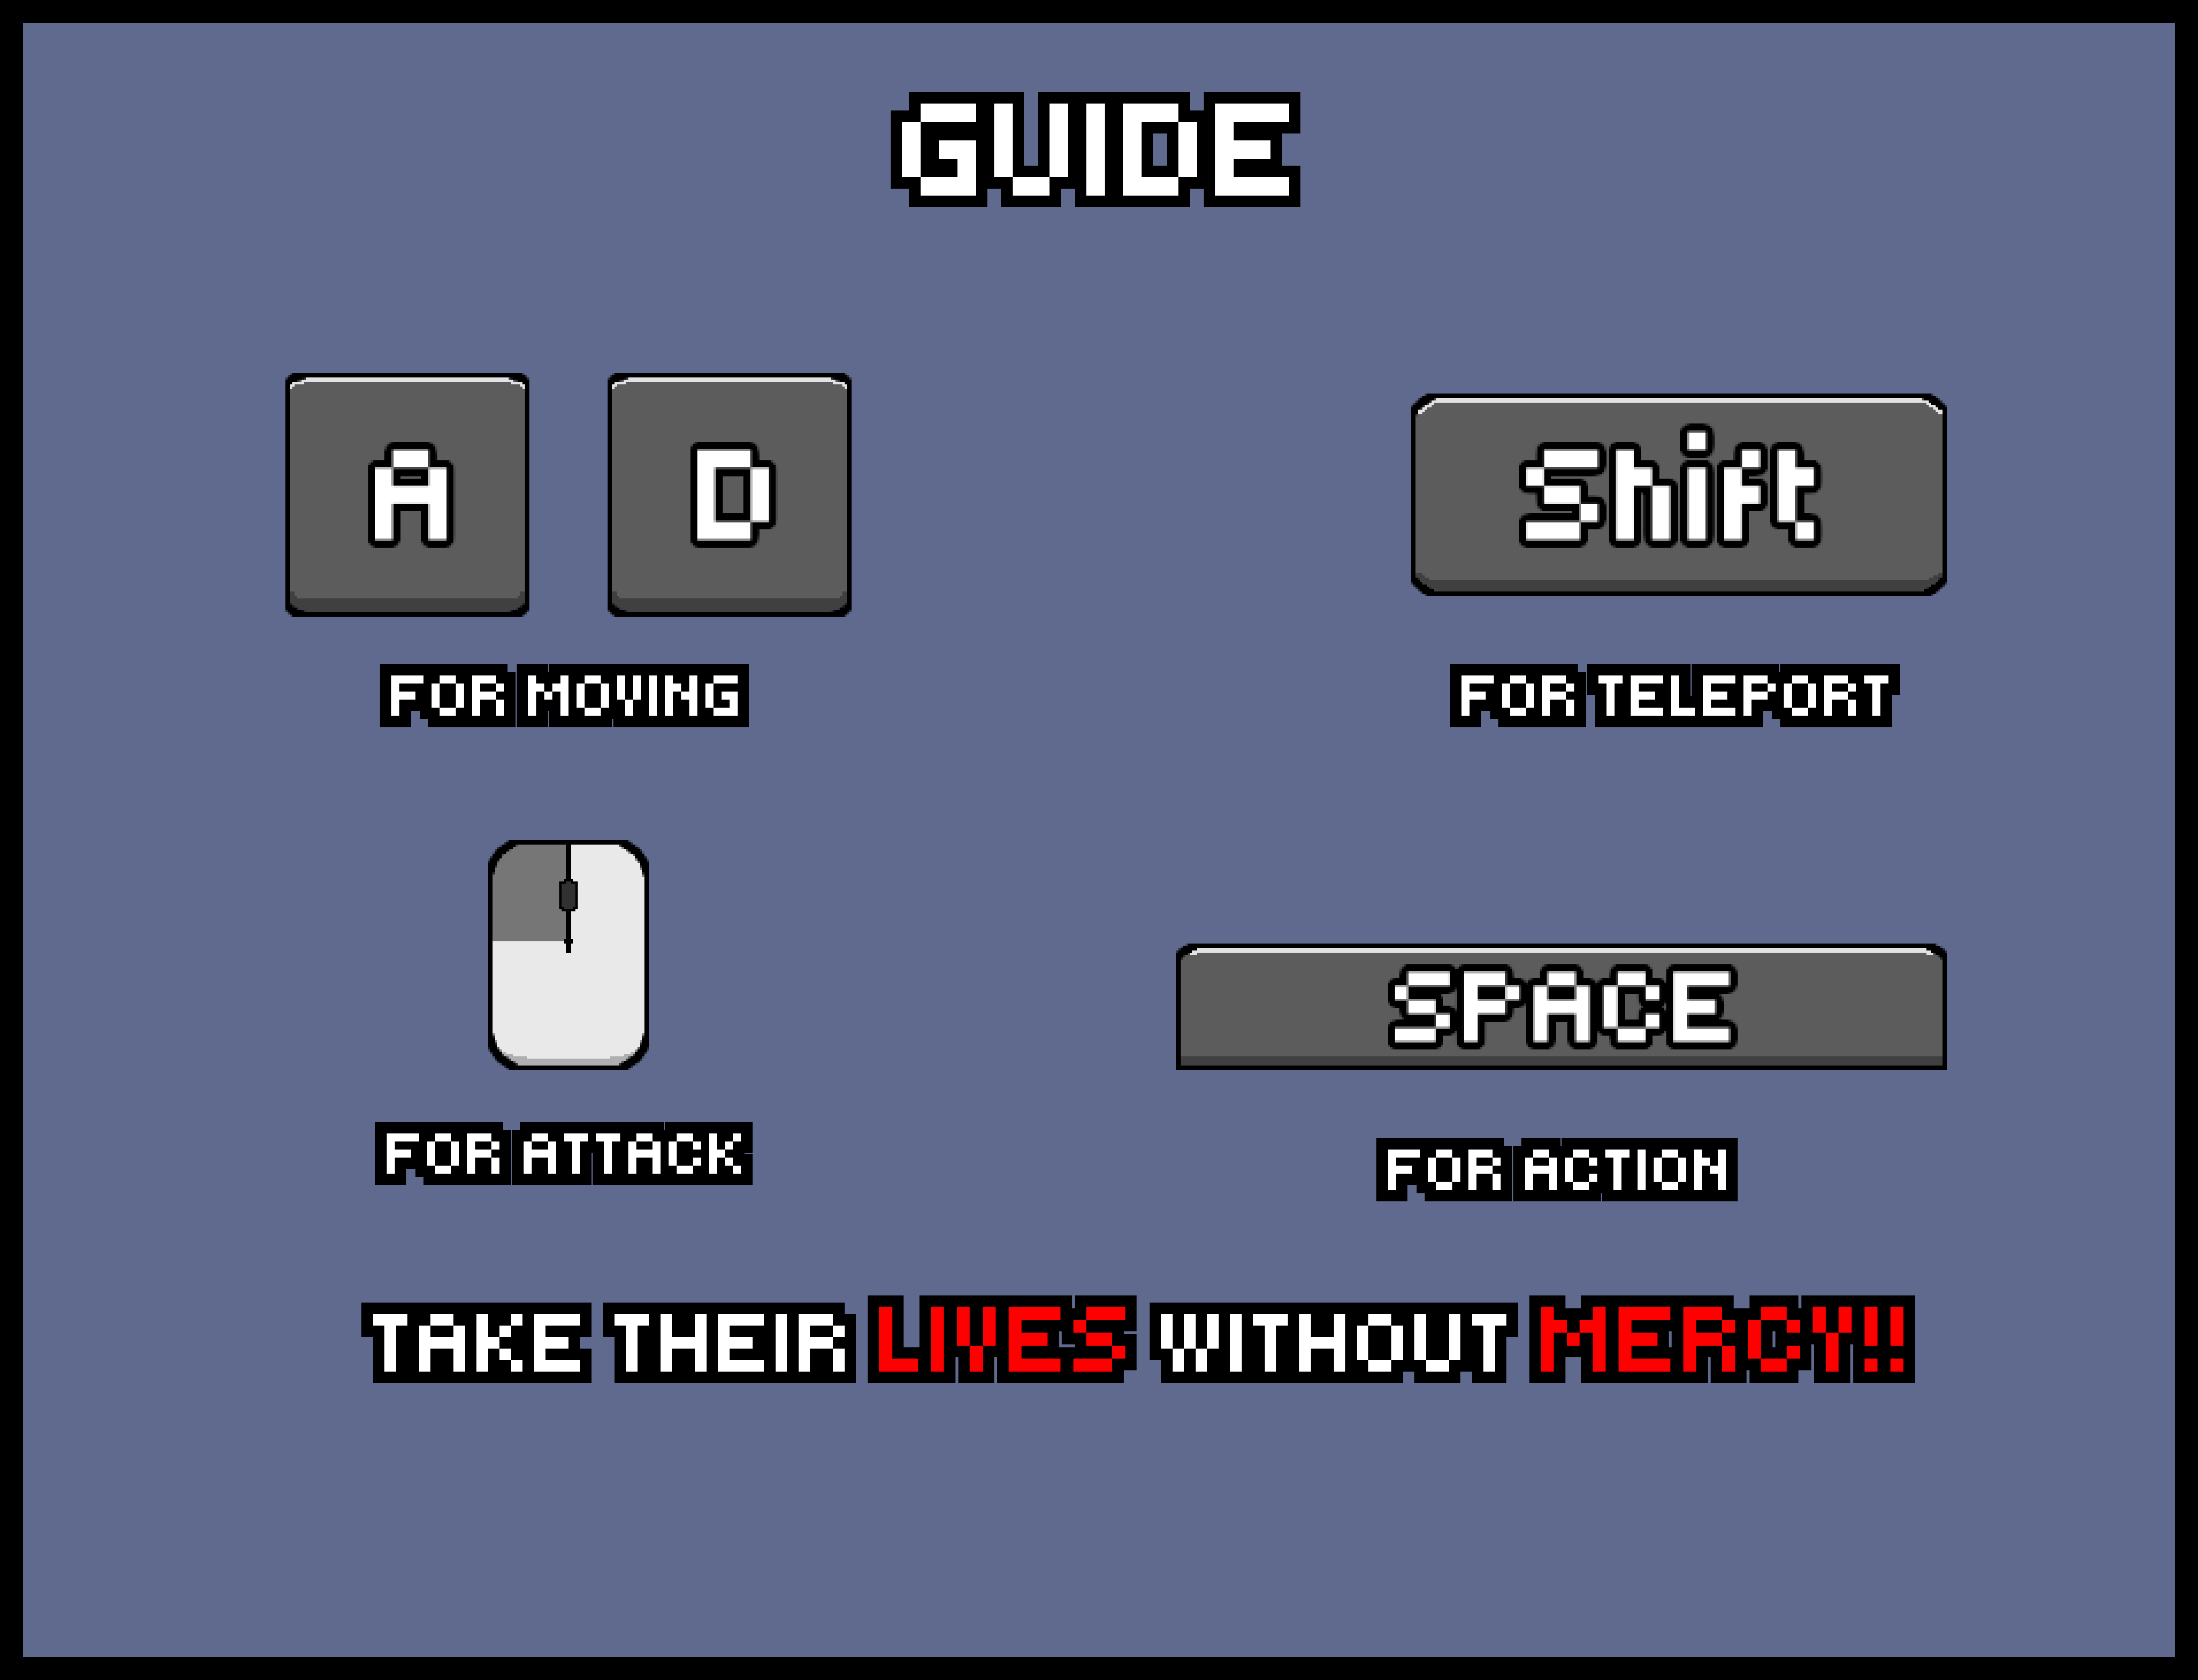 GUIDE
A D
Shift
FOR MOVING
FOR TELEPORT
SPACE
FOR ATTACK
FOR ACTION
TAKE THEIR LIVES WITHOUT MERCY!!